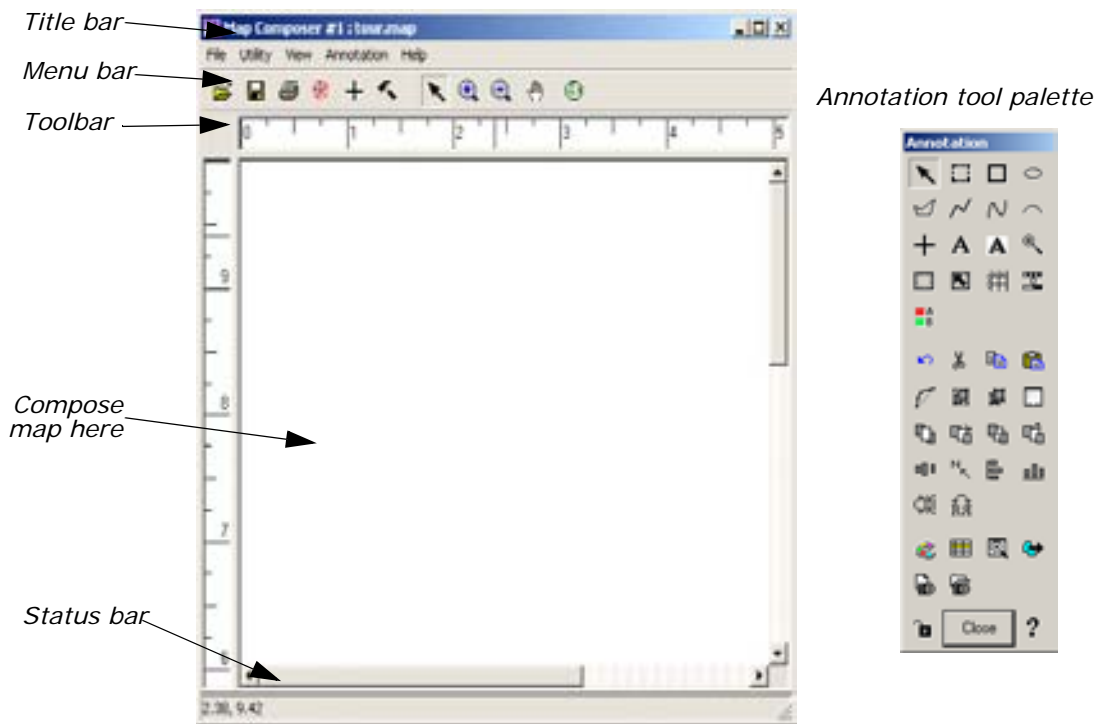 Title bar
Map Composer #1 : tour.map
Menu bar
File Utility View Annotation Help
Toolbar
0 1 2 3 4 5
Annotation tool palette
Annotation
A A
A
B
9
8
Compose
map here
7
N
Status bar
6
Close ?
2.38, 9.42